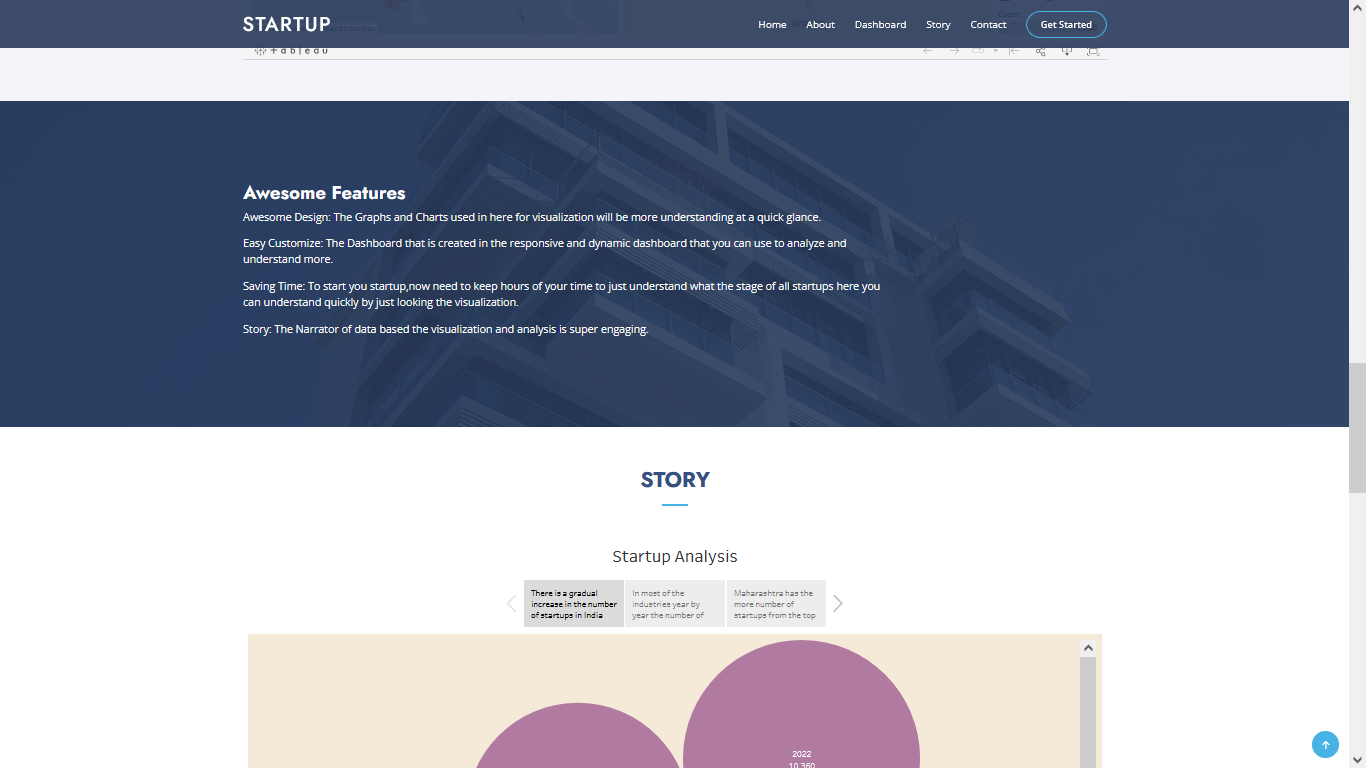 STARTUP
Home
About
Dashboard
Story
Contact
Get Started
Count
+ableau
Awesome Features
Awesome Design: The Graphs and Charts used in here for visualization will be more understanding at a quick glance.
Easy Customize: The Dashboard that is created in the responsive and dynamic dashboard that you can use to analyze and
understand more.
Saving Time: To start you startup,now need to keep hours of your time to just understand what the stage of all startups here you
can understand quickly by just looking the visualization.
Story: The Narrator of data based the visualization and analysis is super engaging.
STORY
Startup Analysis
There is a gradual
increase in the number
of startups in India
In most of the
industries year by
year the number of
Maharashtra has the
more number of
startups from the top
2022
10,360